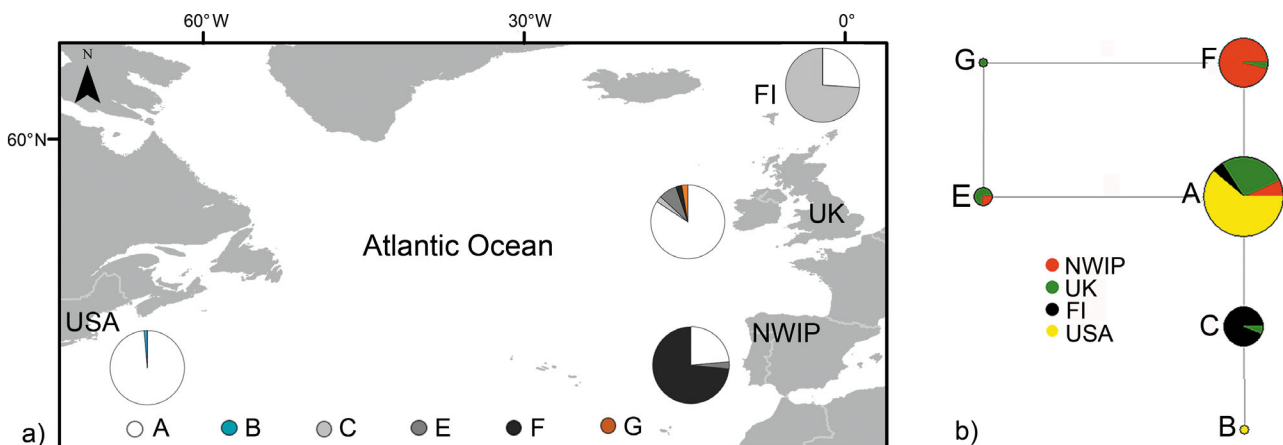 60°W 30°W 0°
N
FI
60°N
UK
Atlantic Ocean
USA
NWIP
a) A B C E F G
G F
E A
NWIP
UK
FI
USA
C
B
b)